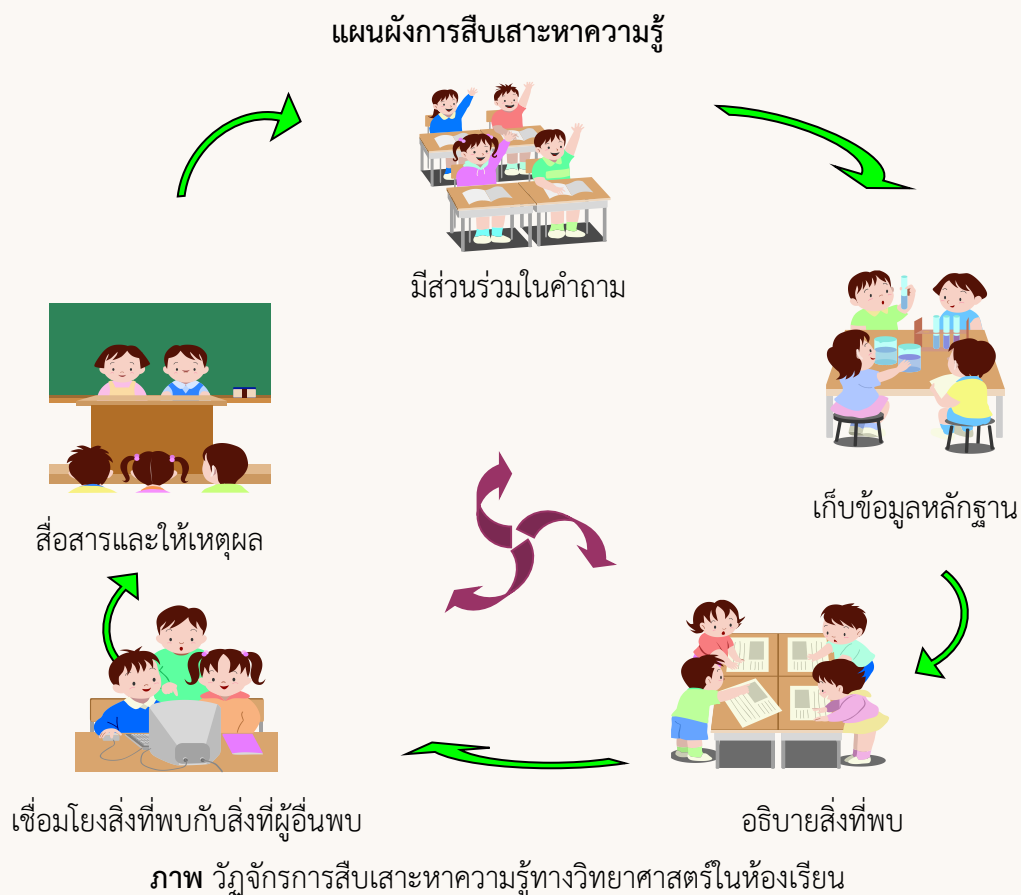 แผนผังการสืบเสาะหาความรู้
มีส่วนร่วมในคำถาม
เก็บข้อมูลหลักฐาน
อธิบายสิ่งที่พบ
เชื่อมโยงสิ่งที่พบกับสิ่งที่ผู้อื่นพบ
สื่อสารและให้เหตุผล
ภาพ วัฏจักรการสืบเสาะหาความรู้ทางวิทยาศาสตร์ในห้องเรียน